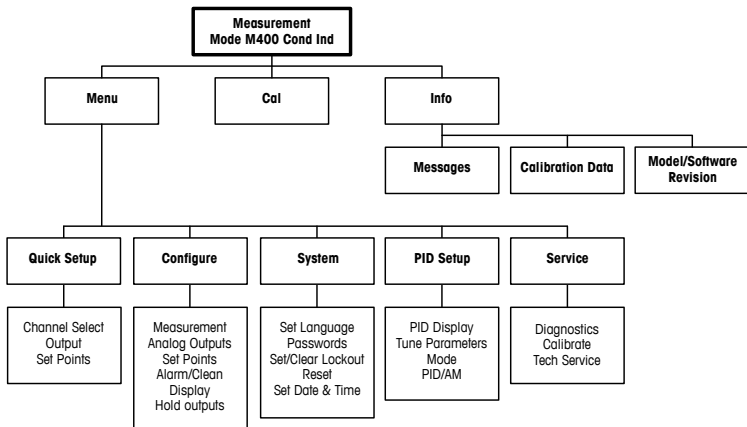 Measurement
Mode M400 Cond Ind
Menu
Cal
Info
Messages
Calibration Data
Model/Software
Revision
Quick Setup
Configure
System
PID Setup
Service
Channel Select
Output
Set Points
Measurement
Analog Outputs
Set Points
Alarm/Clean
Display
Hold outputs
Set Language
Passwords
Set/Clear Lockout
Reset
Set Date & Time
PID Display
Tune Parameters
Mode
PID/AM
Diagnostics
Calibrate
Tech Service